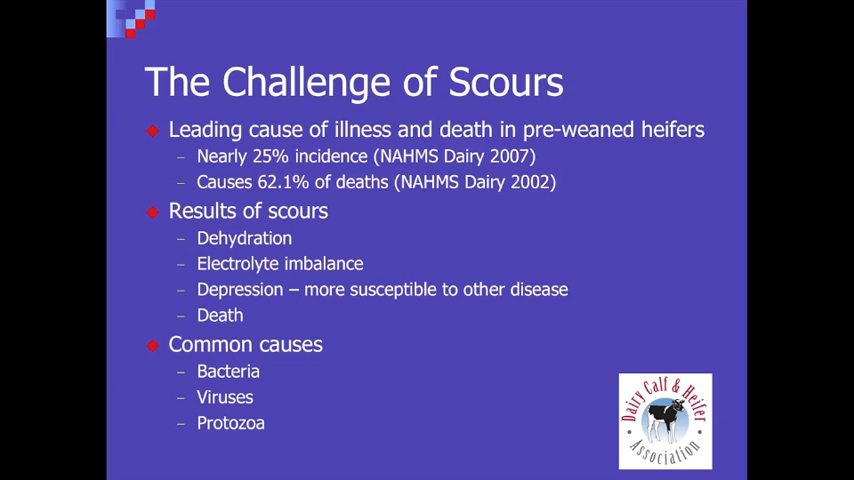 The Challenge of Scours
Leading cause of illness and death in pre-weaned heifers
– Nearly 25% incidence (NAHMS Dairy 2007)
– Causes 62.1% of deaths (NAHMS Dairy 2002)
Results of scours
– Dehydration
– Electrolyte imbalance
– Depression – more susceptible to other disease
– Death
Common causes
– Bacteria
– Viruses
– Protozoa
Dairy Calf & Heifer
• Association •